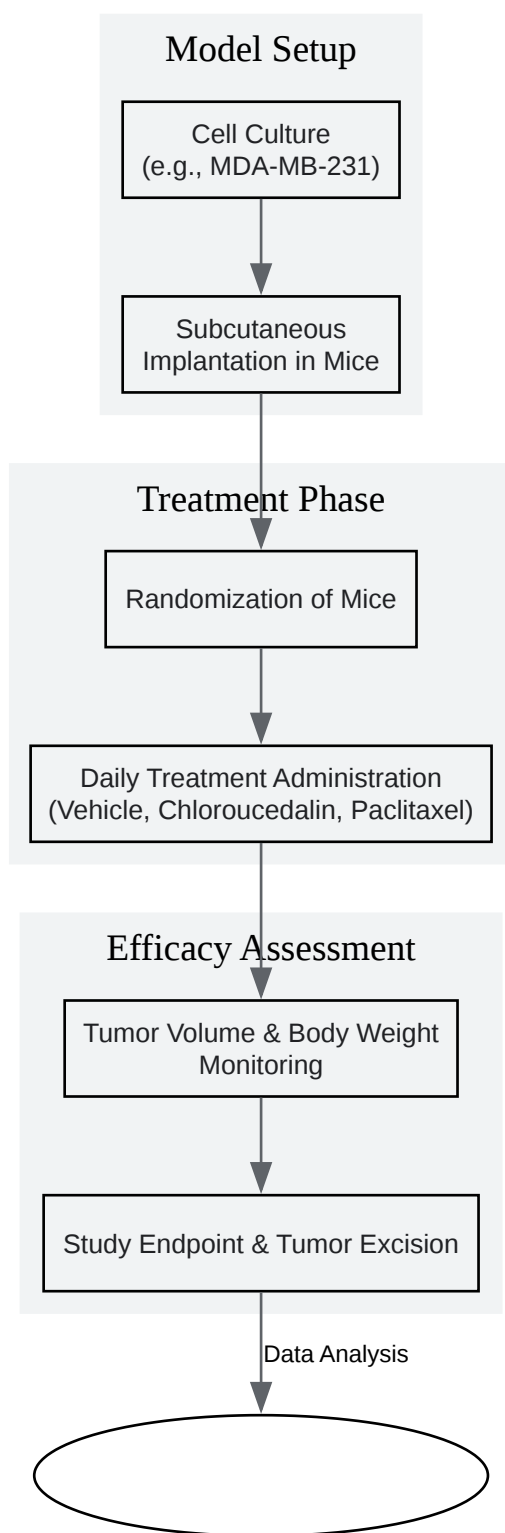 Model Setup
Cell Culture
(e.g., MDA-MB-231)
Subcutaneous
Implantation in Mice
Treatment Phase
Randomization of Mice
Daily Treatment Administration
(Vehicle, Chloroucedalin, Paclitaxel)
Efficacy Assessment
Tumor Volume & Body Weight
Monitoring
Study Endpoint & Tumor Excision
Data Analysis